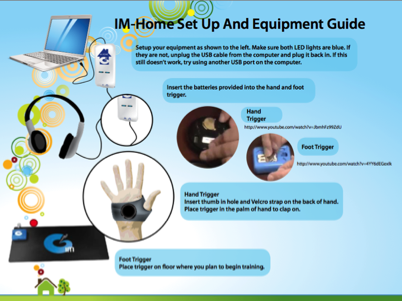 IM-Home Set Up And Equipment Guide
Setup your equipment as shown to the left. Make sure both LED lights are blue. If
they are not, unplug the USB cable from the computer and plug it back in. If this
still doesn't work, try using another USB port on the computer.
Insert the batteries provided into the hand and foot
trigger.
Hand
Trigger
Foot Trigger
Hand Trigger
Insert thumb in hole and Velcro strap on the back of hand.
Place trigger in the palm of hand to clap on.
im
Foot Trigger
Place trigger on floor where you plan to begin training.